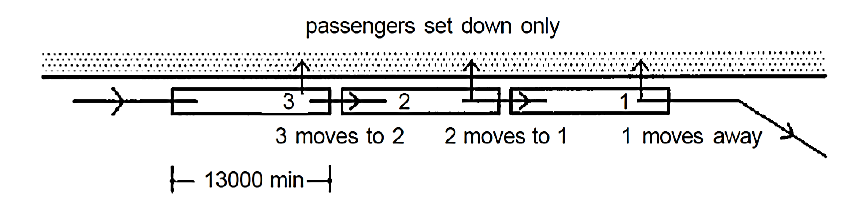 passengers set down only
3 2 1
3 moves to 2 2 moves to 1 1 moves away
13000 min